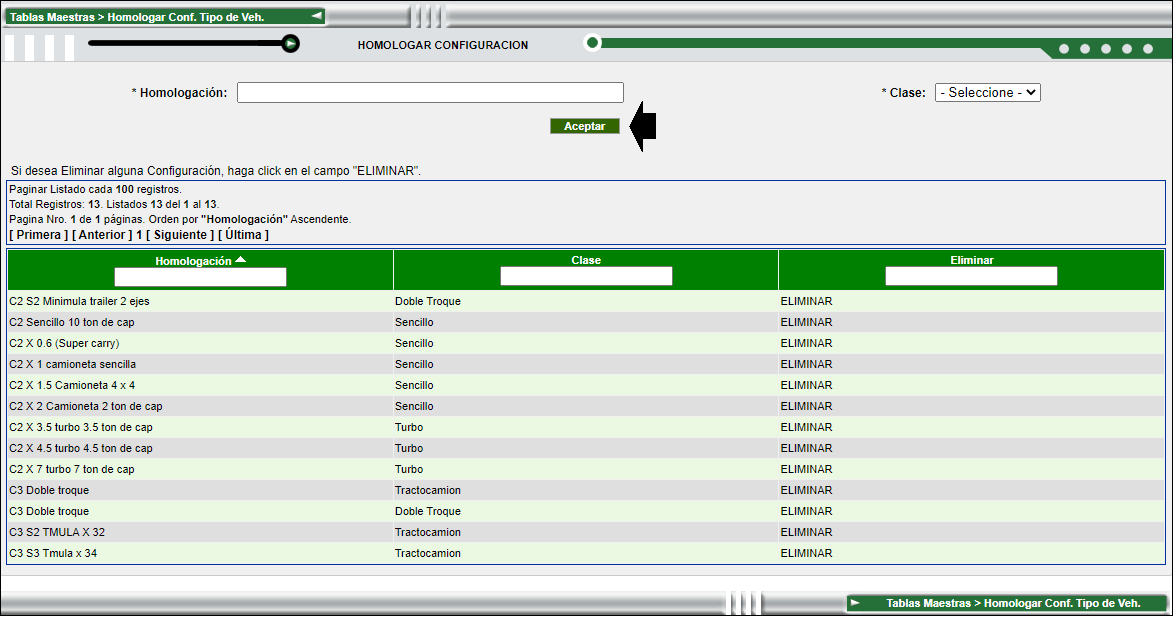 Tablas Maestras > Homologar Conf. Tipo de Veh.
HOMOLOGAR CONFIGURACION
* Homologación:
* Clase: - Seleccione -
Aceptar
Si desea Eliminar alguna Configuración, haga click en el campo "ELIMINAR".
Paginar Listado cada 100 registros.
Total Registros: 13. Listados 13 del 1 al 13.
Pagina Nro. 1 de 1 páginas. Orden por "Homologación" Ascendente.
[ Primera ] [ Anterior ] 1 [ Siguiente ] [ Última ]
Homologación Clase Eliminar
C2 S2 Minimula trailer 2 ejes Doble Troque ELIMINAR
C2 Sencillo 10 ton de cap Sencillo ELIMINAR
C2 X 0.6 (Super carry) Sencillo ELIMINAR
C2 X 1 camioneta sencilla Sencillo ELIMINAR
C2 X 1.5 Camioneta 4 x 4 Sencillo ELIMINAR
C2 X 2 Camioneta 2 ton de cap Sencillo ELIMINAR
C2 X 3.5 turbo 3.5 ton de cap Turbo ELIMINAR
C2 X 4.5 turbo 4.5 ton de cap Turbo ELIMINAR
C2 X 7 turbo 7 ton de cap Turbo ELIMINAR
C3 Doble troque Tractocamion ELIMINAR
C3 Doble troque Doble Troque ELIMINAR
C3 S2 TMULA X 32 Tractocamion ELIMINAR
C3 S3 Tmula x 34 Tractocamion ELIMINAR
Tablas Maestras > Homologar Conf. Tipo de Veh.